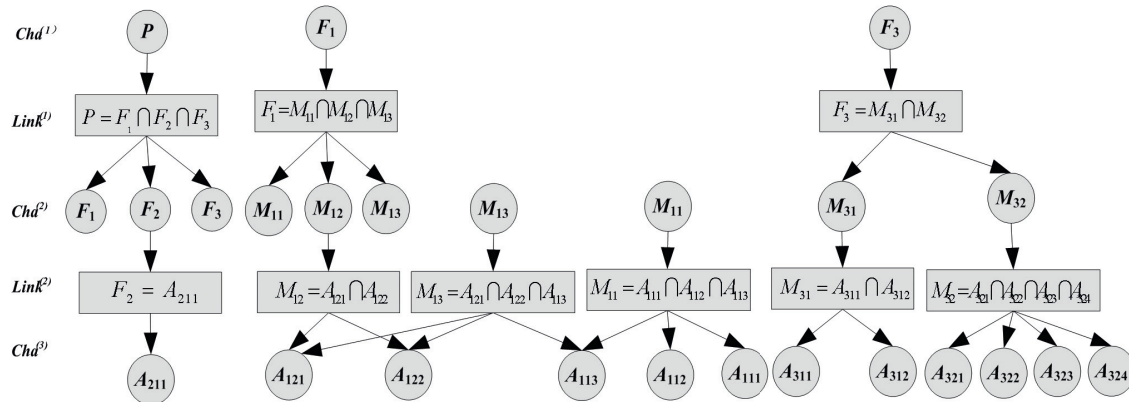 Chd⁽¹⁾ P F₁ F₃
Link⁽¹⁾ P = F₁ ⋂ F₂ ⋂ F₃ F₁=M₁₁⋂M₁₂⋂M₁₃ F₃ = M₃₁ ⋂ M₃₂
Chd⁽²⁾ F₁ F₂ F₃ M₁₁ M₁₂ M₁₃ M₁₃ M₁₁ M₃₁ M₃₂
Link⁽²⁾ F₂ = A₂₁₁ M₁₂=A₁₂₁⋂A₁₂₂ M₁₃=A₁₂₁⋂A₁₂₂⋂A₁₁₃ M₁₁=A₁₁₁⋂A₁₁₂⋂A₁₁₃ M₃₁ = A₃₁₁ ⋂ A₃₁₂ M₃₂=A₃₂₁⋂A₃₂₂⋂A₃₂₃⋂A₃₂₄
Chd⁽³⁾ A₂₁₁ A₁₂₁ A₁₂₂ A₁₁₃ A₁₁₂ A₁₁₁ A₃₁₁ A₃₁₂ A₃₂₁ A₃₂₂ A₃₂₃ A₃₂₄